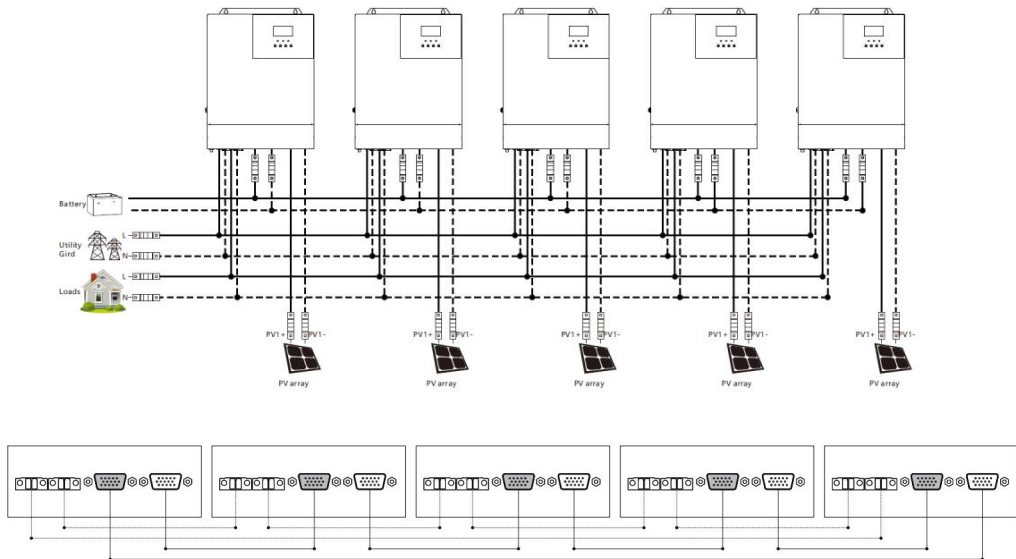 Battery
Utility
Gird
L
N
Loads
L
N
PV1+ PV1-
PV array
PV1+ PV1-
PV array
PV1+ PV1-
PV array
PV1+ PV1-
PV array
PV1+ PV1-
PV array